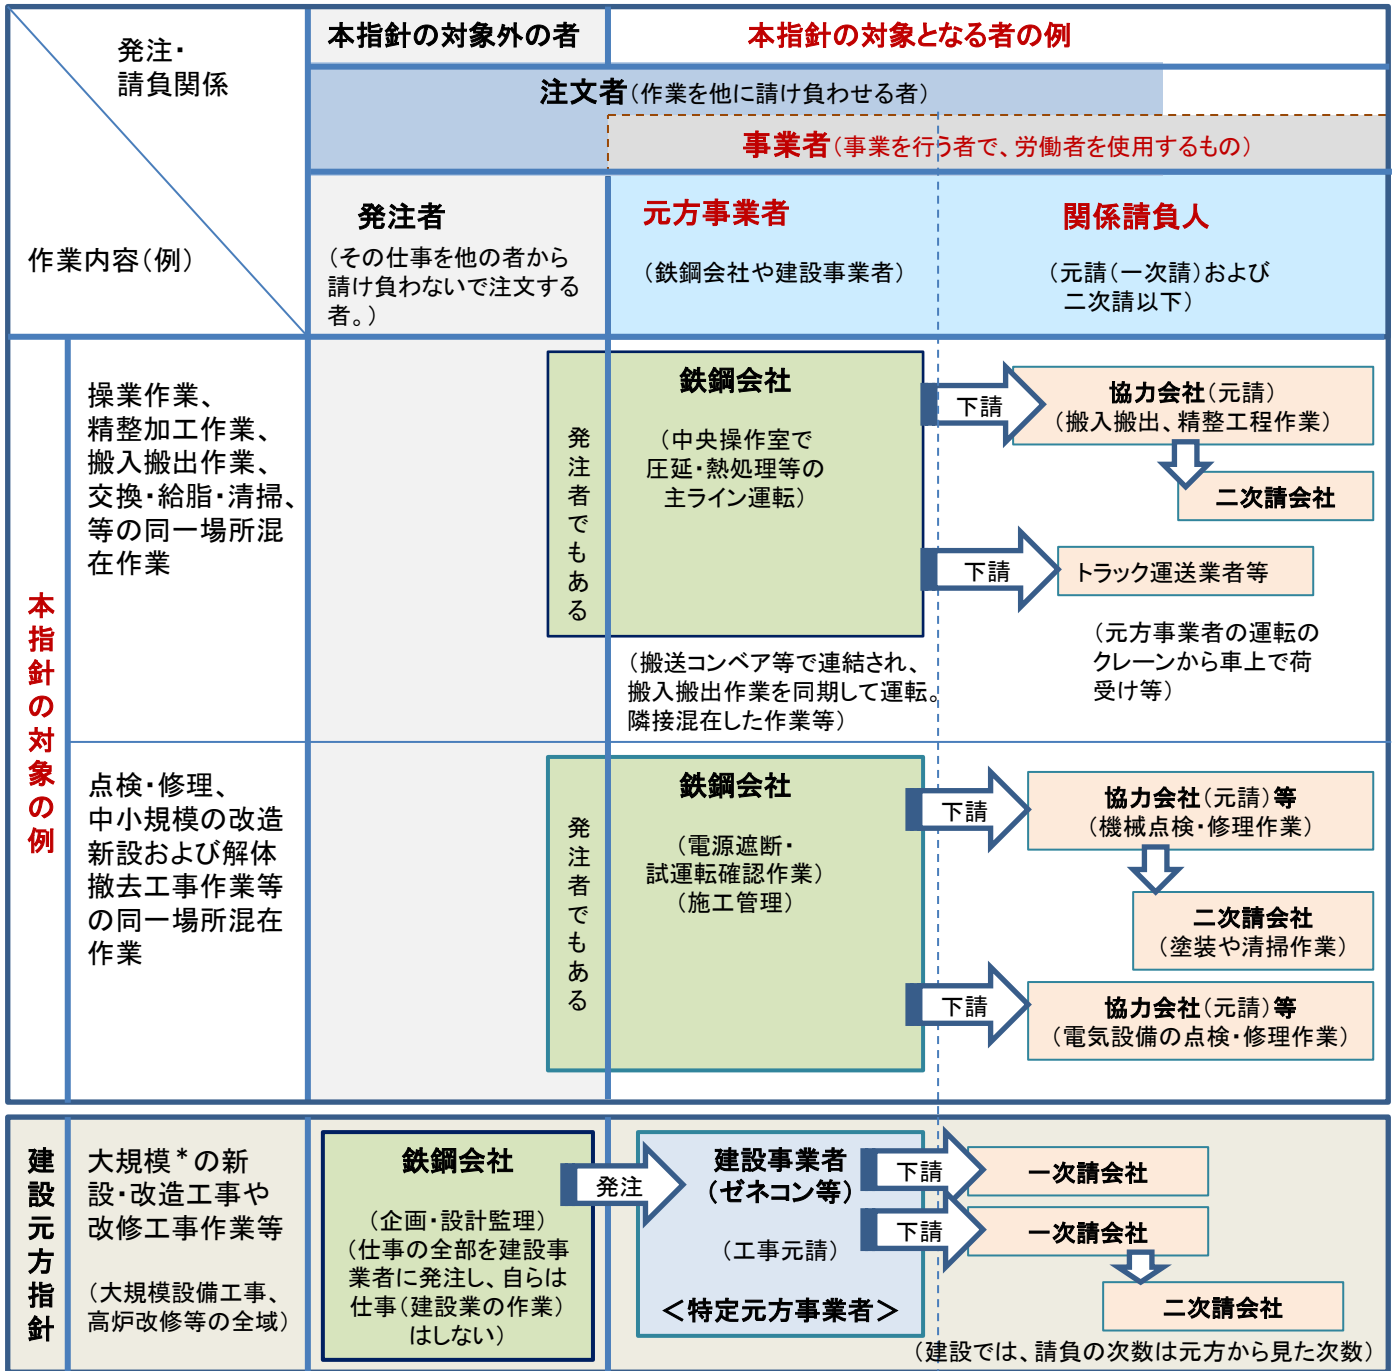 発注・
請負関係
作業内容(例)
本指針の対象外の者
本指針の対象となる者の例
注文者(作業を他に請け負わせる者)
事業者(事業を行う者で、労働者を使用するもの)
発注者
(その仕事を他の者から
請け負わないで注文する
者。)
元方事業者
(鉄鋼会社や建設事業者)
関係請負人
(元請(一次請)および
二次請以下)
本指針の対象の例
操業作業、
精整加工作業、
搬入搬出作業、
交換・給脂・清掃、
等の同一場所混
在作業
発注者でもある
鉄鋼会社
(中央操作室で
圧延・熱処理等の
主ライン運転)
下請
協力会社(元請)
(搬入搬出、精整工程作業)
二次請会社
下請
トラック運送業者等
(元方事業者の運転の
クレーンから車上で荷
受け等)
(搬送コンベア等で連結され、
搬入搬出作業を同期して運転。
隣接混在した作業等)
点検・修理、
中小規模の改造
新設および解体
撤去工事作業等
の同一場所混在
作業
発注者でもある
鉄鋼会社
(電源遮断・
試運転確認作業)
(施工管理)
下請
協力会社(元請)等
(機械点検・修理作業)
二次請会社
(塗装や清掃作業)
下請
協力会社(元請)等
(電気設備の点検・修理作業)
建設元方指針
大規模*の新
設・改造工事や
改修工事作業等
(大規模設備工事、
高炉改修等の全域)
鉄鋼会社
(企画・設計監理)
(仕事の全部を建設事
業者に発注し、自らは
仕事(建設業の作業)
はしない)
発注
建設事業者
(ゼネコン等)
(工事元請)
<特定元方事業者>
下請
一次請会社
下請
一次請会社
二次請会社
(建設では、請負の次数は元方から見た次数)